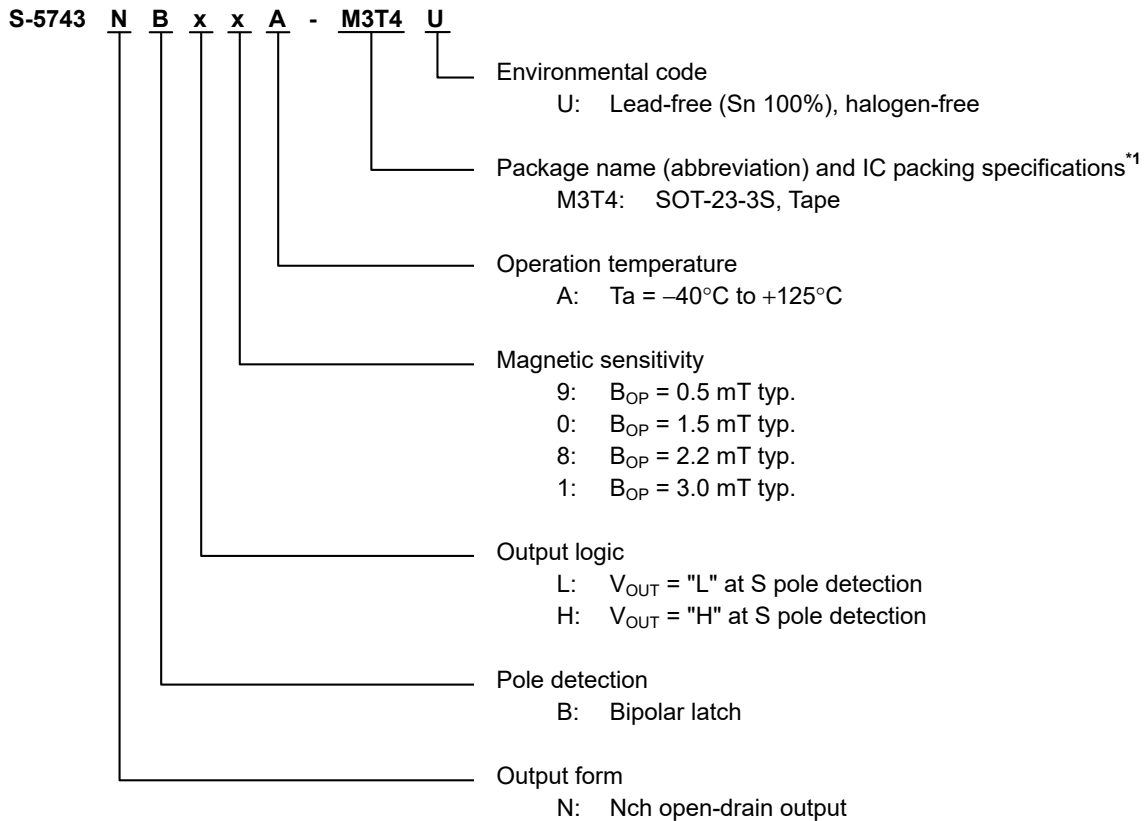 S-5743 N B x x A - M3T4 U
Environmental code
U: Lead-free (Sn 100%), halogen-free
Package name (abbreviation) and IC packing specifications*1
M3T4: SOT-23-3S, Tape
Operation temperature
A: Ta = −40°C to +125°C
Magnetic sensitivity
9: BOP = 0.5 mT typ.
0: BOP = 1.5 mT typ.
8: BOP = 2.2 mT typ.
1: BOP = 3.0 mT typ.
Output logic
L: VOUT = "L" at S pole detection
H: VOUT = "H" at S pole detection
Pole detection
B: Bipolar latch
Output form
N: Nch open-drain output